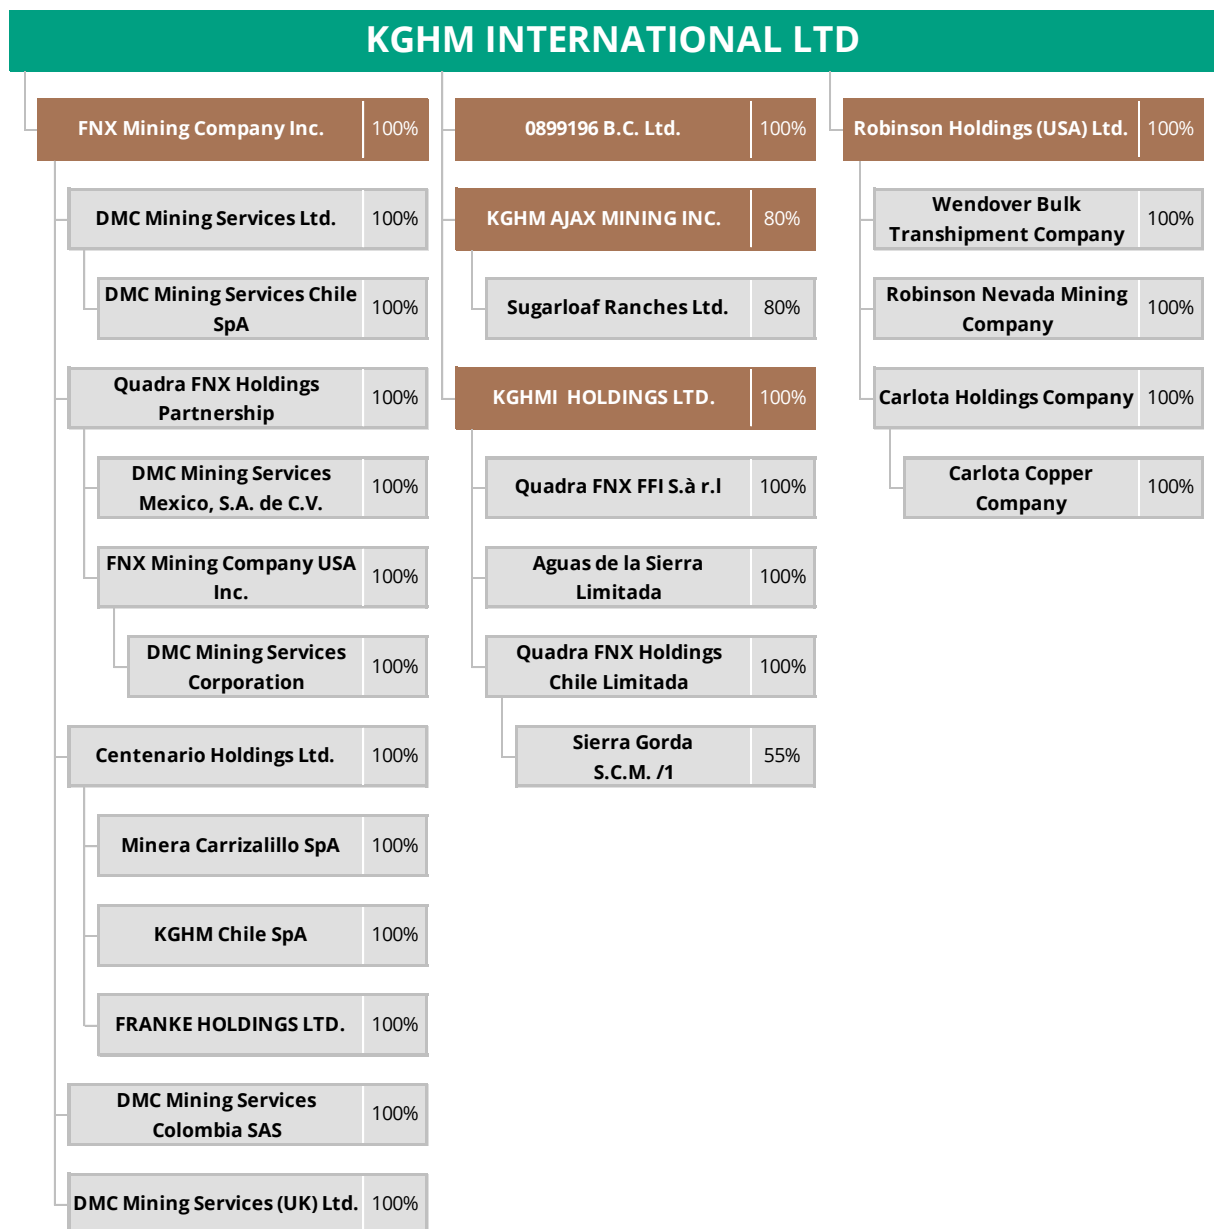 KGHM INTERNATIONAL LTD
FNX Mining Company Inc. 100%
DMC Mining Services Ltd. 100%
DMC Mining Services Chile
SpA
100%
Quadra FNX Holdings
Partnership
100%
DMC Mining Services
Mexico, S.A. de C.V.
100%
FNX Mining Company USA
Inc.
100%
DMC Mining Services
Corporation
100%
Centenario Holdings Ltd. 100%
Minera Carrizalillo SpA 100%
KGHM Chile SpA 100%
FRANKE HOLDINGS LTD. 100%
DMC Mining Services
Colombia SAS
100%
DMC Mining Services (UK) Ltd. 100%
0899196 B.C. Ltd. 100%
KGHM AJAX MINING INC. 80%
Sugarloaf Ranches Ltd. 80%
KGHMI HOLDINGS LTD. 100%
Quadra FNX FFI S.à r.l 100%
Aguas de la Sierra
Limitada
100%
Quadra FNX Holdings
Chile Limitada
100%
Sierra Gorda
S.C.M. /1
55%
Robinson Holdings (USA) Ltd. 100%
Wendover Bulk
Transhipment Company
100%
Robinson Nevada Mining
Company
100%
Carlota Holdings Company 100%
Carlota Copper
Company
100%